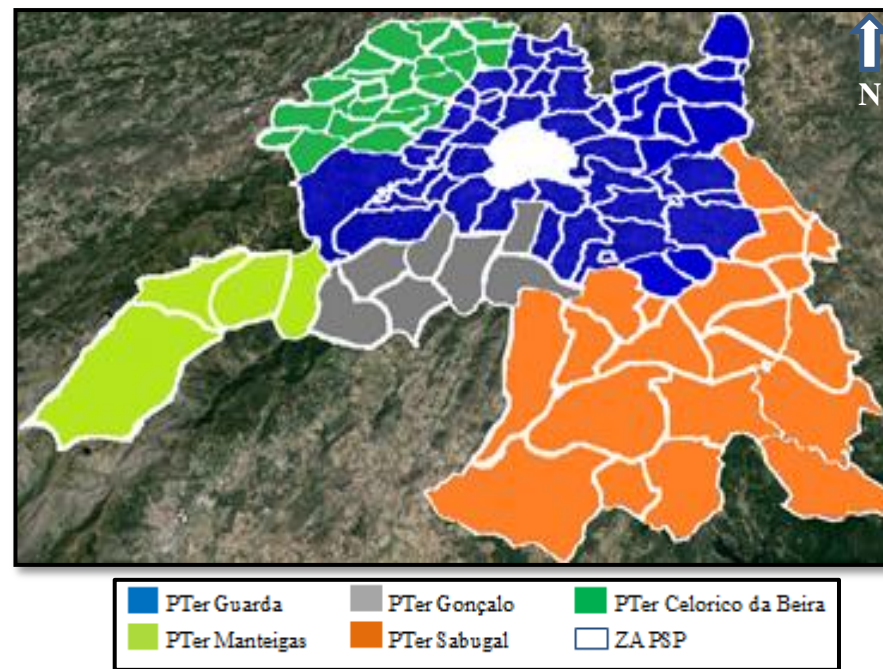 N
PTer Guarda PTer Gonçalo PTer Celorico da Beira
PTer Manteigas PTer Sabugal ZA PSP